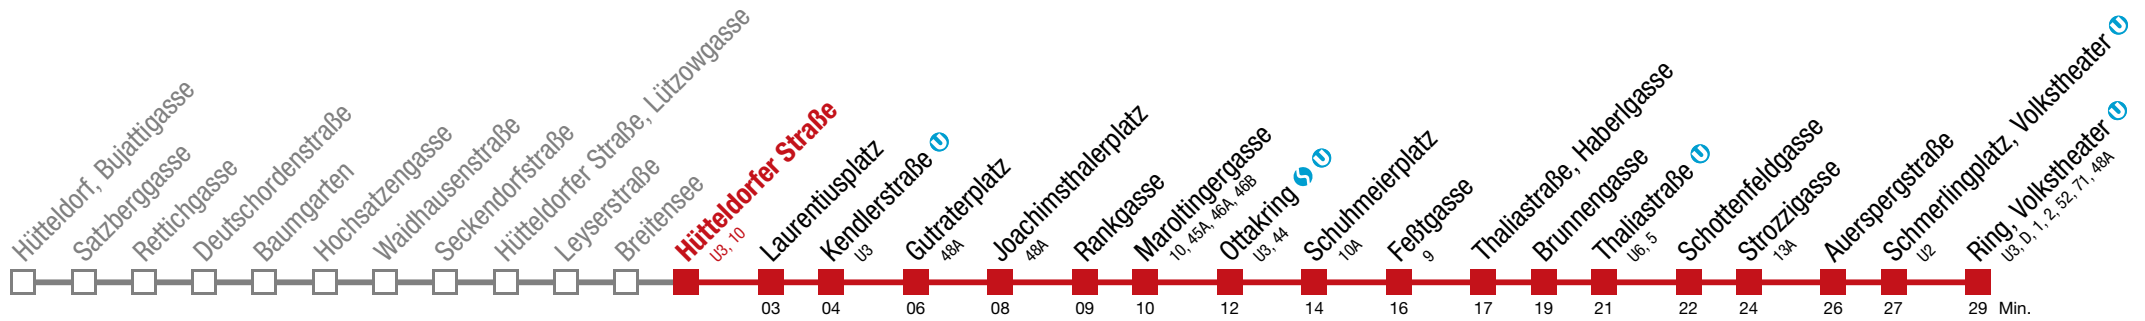 Hütteldorf, Bujattigasse
Satzberggasse
Rettichgasse
Deutschordenstraße
Baumgarten
Hochsatzengasse
Waidhausenstraße
Seckendorfstraße
Hütteldorfer Straße, Lützowgasse
Leyserstraße
Breitensee
Hütteldorfer Straße
U3, 10
Laurentiusplatz
03
Kendlerstraße U
U3
04
Gutraterplatz
48A
06
Joachimsthalerplatz
48A
08
Rankgasse
09
Maroltingergasse
10, 45A, 46A, 46B
10
Ottakring S U
U3, 44
12
Schuhmeierplatz
10A
14
Feßtgasse
9
16
Thaliastraße, Haberlgasse
17
Brunnengasse
19
Thaliastraße U
U6, 5
21
Schottenfeldgasse
22
Strozzigasse
13A
24
Auerspergstraße
26
Schmerlingplatz, Volkstheater U
U2
27
Ring, Volkstheater U
U3, D, 1, 2, 52, 71, 48A
29 Min.